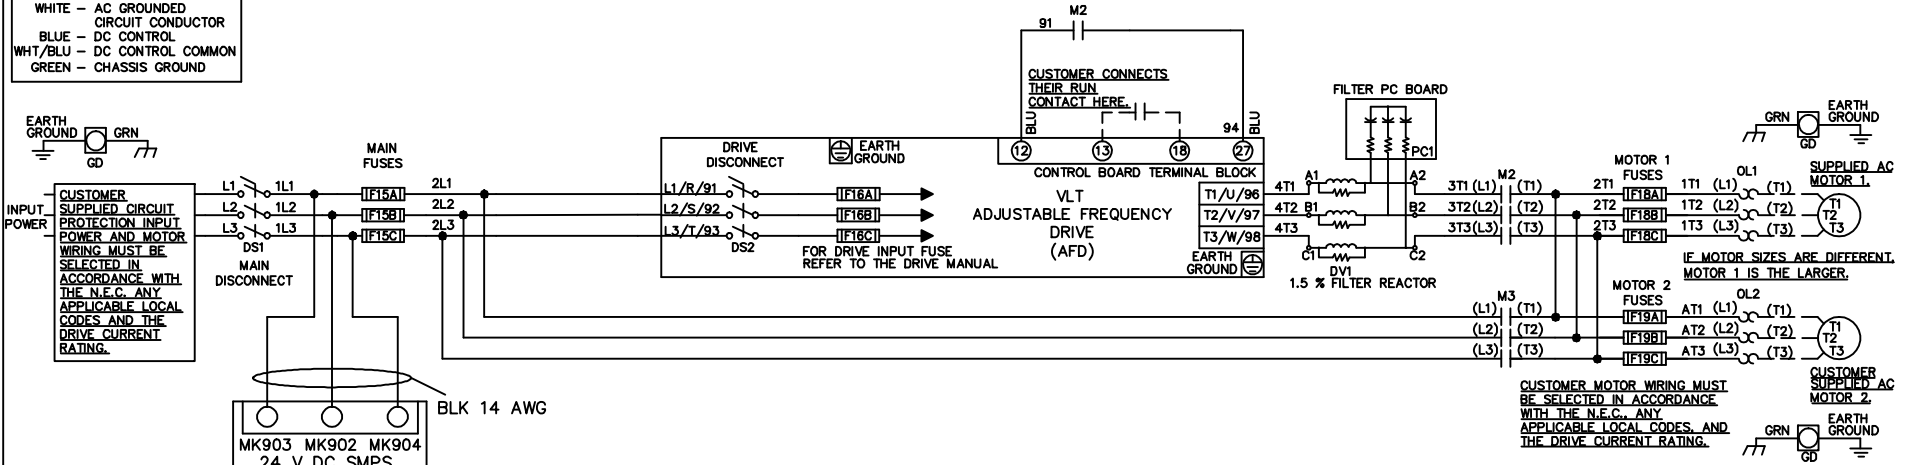 WHITE – AC GROUNDED
CIRCUIT CONDUCTOR
BLUE – DC CONTROL
WHT/BLU – DC CONTROL COMMON
GREEN – CHASSIS GROUND
EARTH
GROUND
GRN
GD
INPUT
POWER
CUSTOMER
SUPPLIED CIRCUIT
PROTECTION INPUT
POWER AND MOTOR
WIRING MUST BE
SELECTED IN
ACCORDANCE WITH
THE N.E.C. ANY
APPLICABLE LOCAL
CODES AND THE
DRIVE CURRENT
RATING.
L1 1L1
L2 1L2
L3 1L3
DS1
MAIN
DISCONNECT
MAIN
FUSES
F15A
F15B
F15C
2L1
2L2
2L3
BLK 14 AWG
MK903 MK902 MK904
24 V DC SMPS
L1/R/91
L2/S/92
L3/T/93
DRIVE
DISCONNECT
DS2
EARTH
GROUND
F16A
F16B
F16C
FOR DRIVE INPUT FUSE
REFER TO THE DRIVE MANUAL
VLT
ADJUSTABLE FREQUENCY
DRIVE
(AFD)
91 M2
CUSTOMER CONNECTS
THEIR RUN
CONTACT HERE.
BLU
94 BLU
12 13 18 27
CONTROL BOARD TERMINAL BLOCK
T1/U/96
T2/V/97
T3/W/98
EARTH
GROUND
4T1
4T2
4T3
FILTER PC BOARD
PC1
A1 A2
B1 B2
C1 C2
DV1
1.5 % FILTER REACTOR
M2
3T1 (L1) (T1)
3T2(L2) (T2)
3T3(L3) (T3)
M3
(L1) (T1)
(L2) (T2)
(L3) (T3)
MOTOR 1
FUSES
2T1 F18A 1T1 (L1) OL1 (T1)
2T2 F18B 1T2 (L2) (T2)
2T3 F18C 1T3 (L3) (T3)
T1
T2
T3
GRN
GD
EARTH
GROUND
SUPPLIED AC
MOTOR 1.
IF MOTOR SIZES ARE DIFFERENT,
MOTOR 1 IS THE LARGER.
MOTOR 2
FUSES
F19A AT1 (L1) OL2 (T1)
F19B AT2 (L2) (T2)
F19C AT3 (L3) (T3)
T1
T2
T3
CUSTOMER
SUPPLIED AC
MOTOR 2.
CUSTOMER MOTOR WIRING MUST
BE SELECTED IN ACCORDANCE
WITH THE N.E.C., ANY
APPLICABLE LOCAL CODES, AND
THE DRIVE CURRENT RATING.
GRN
GD
EARTH
GROUND